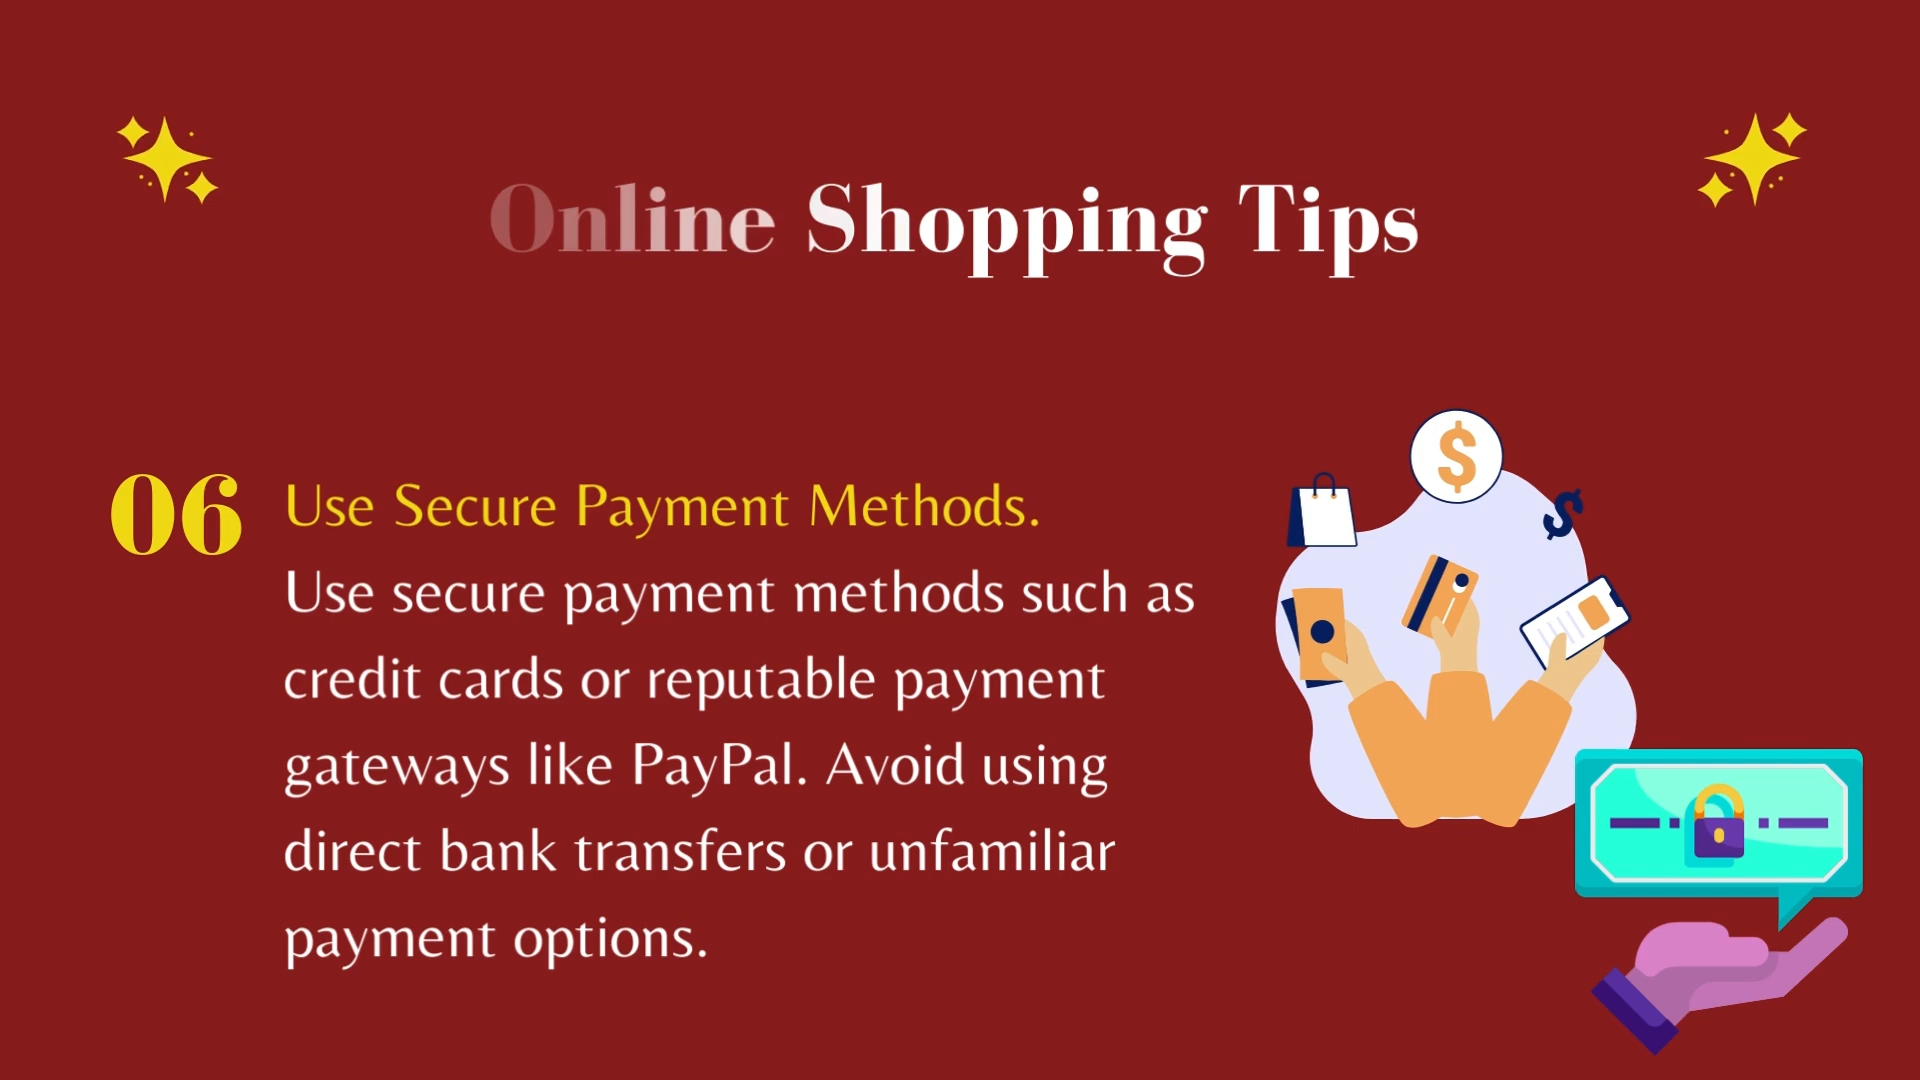 Online Shopping Tips
06
Use Secure Payment Methods.
Use secure payment methods such as
credit cards or reputable payment
gateways like PayPal. Avoid using
direct bank transfers or unfamiliar
payment options.
$
$